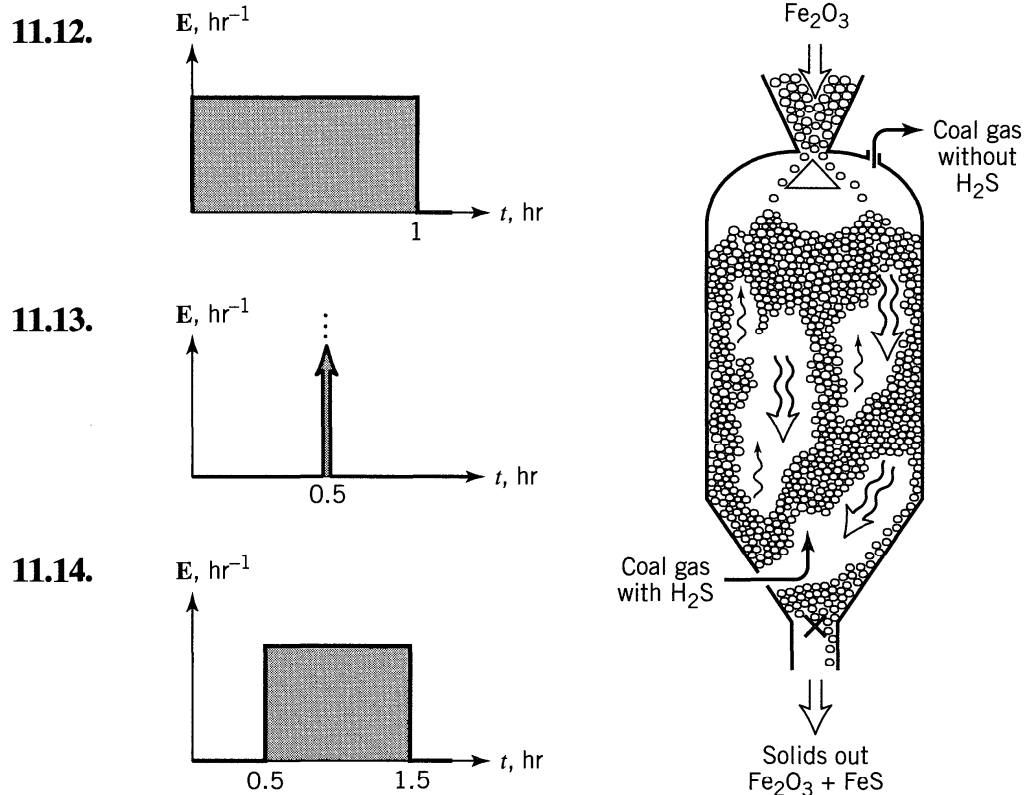 11.12.
E, hr⁻¹
t, hr
1
11.13.
E, hr⁻¹
t, hr
0.5
11.14.
E, hr⁻¹
t, hr
0.5
1.5
Fe₂O₃
Coal gas
without
H₂S
Coal gas
with H₂S
Solids out
Fe₂O₃ + FeS